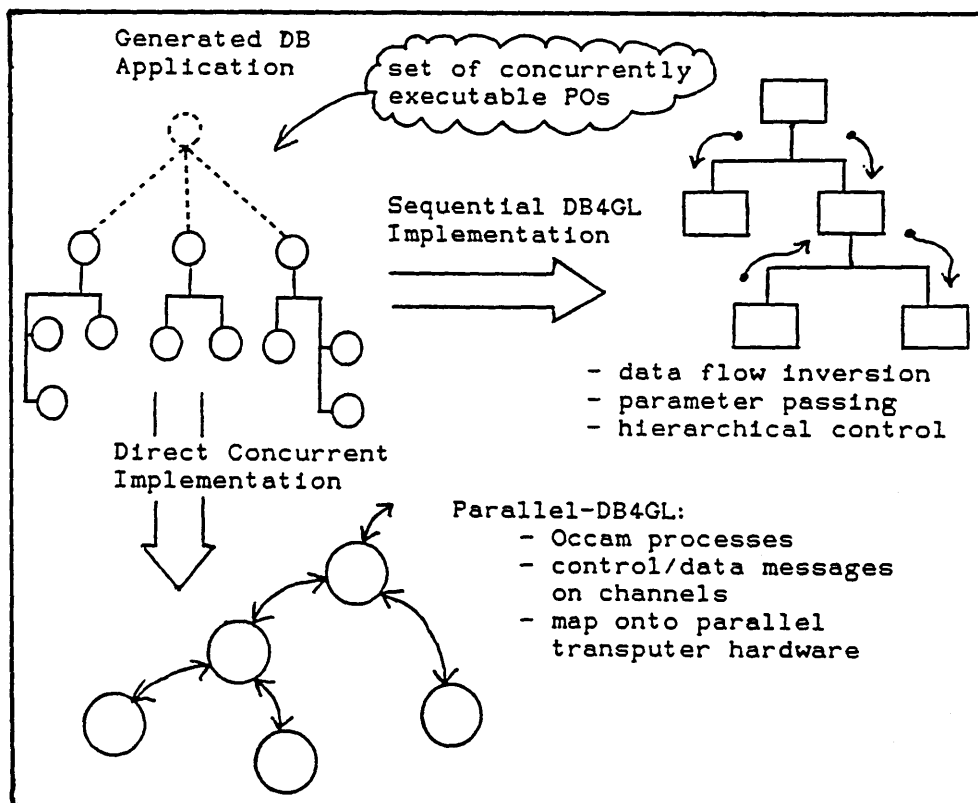 Generated DB
Application
set of concurrently
executable POs
Sequential DB4GL
Implementation
- data flow inversion
- parameter passing
- hierarchical control
Direct Concurrent
Implementation
Parallel-DB4GL:
- Occam processes
- control/data messages
on channels
- map onto parallel
transputer hardware